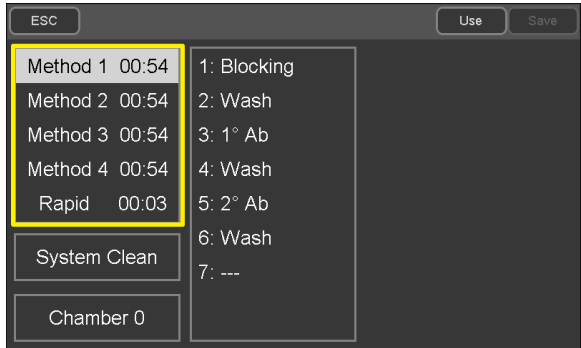 ESC
Use
Save
Method 1 00:54
Method 2 00:54
Method 3 00:54
Method 4 00:54
Rapid 00:03
System Clean
Chamber 0
1: Blocking
2: Wash
3: 1° Ab
4: Wash
5: 2° Ab
6: Wash
7: ---